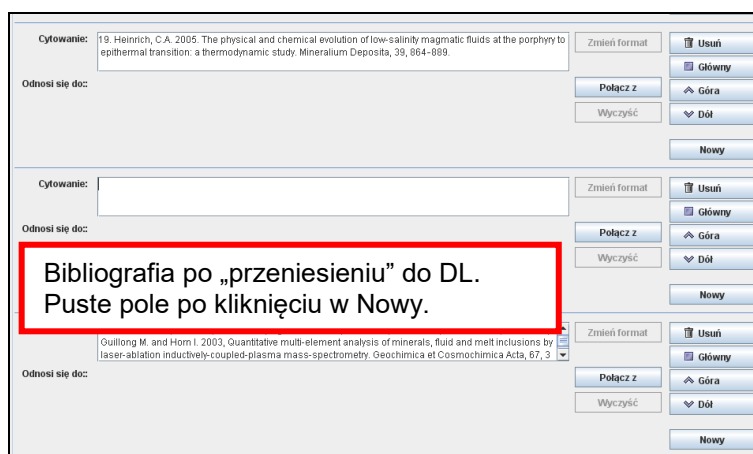 Cytowanie:
19. Heinrich, C.A. 2005. The physical and chemical evolution of low-salinity magmatic fluids at the porphyry to
epithermal transition: a thermodynamic study. Mineralium Deposita, 39, 864-889.
Zmień format
Usuń
Główny
Odnosi się do::
Połącz z
Góra
Wyczyść
Dół
Nowy
Cytowanie:
Zmień format
Usuń
Główny
Odnosi się do::
Połącz z
Góra
Wyczyść
Dół
Nowy
Bibliografia po „przeniesieniu” do DL.
Puste pole po kliknięciu w Nowy.
Guillong M. and Horn I. 2003, Quantitative multi-element analysis of minerals, fluid and melt inclusions by
laser-ablation inductively-coupled-plasma mass-spectrometry. Geochimica et Cosmochimica Acta, 67, 3
Zmień format
Usuń
Główny
Odnosi się do::
Połącz z
Góra
Wyczyść
Dół
Nowy